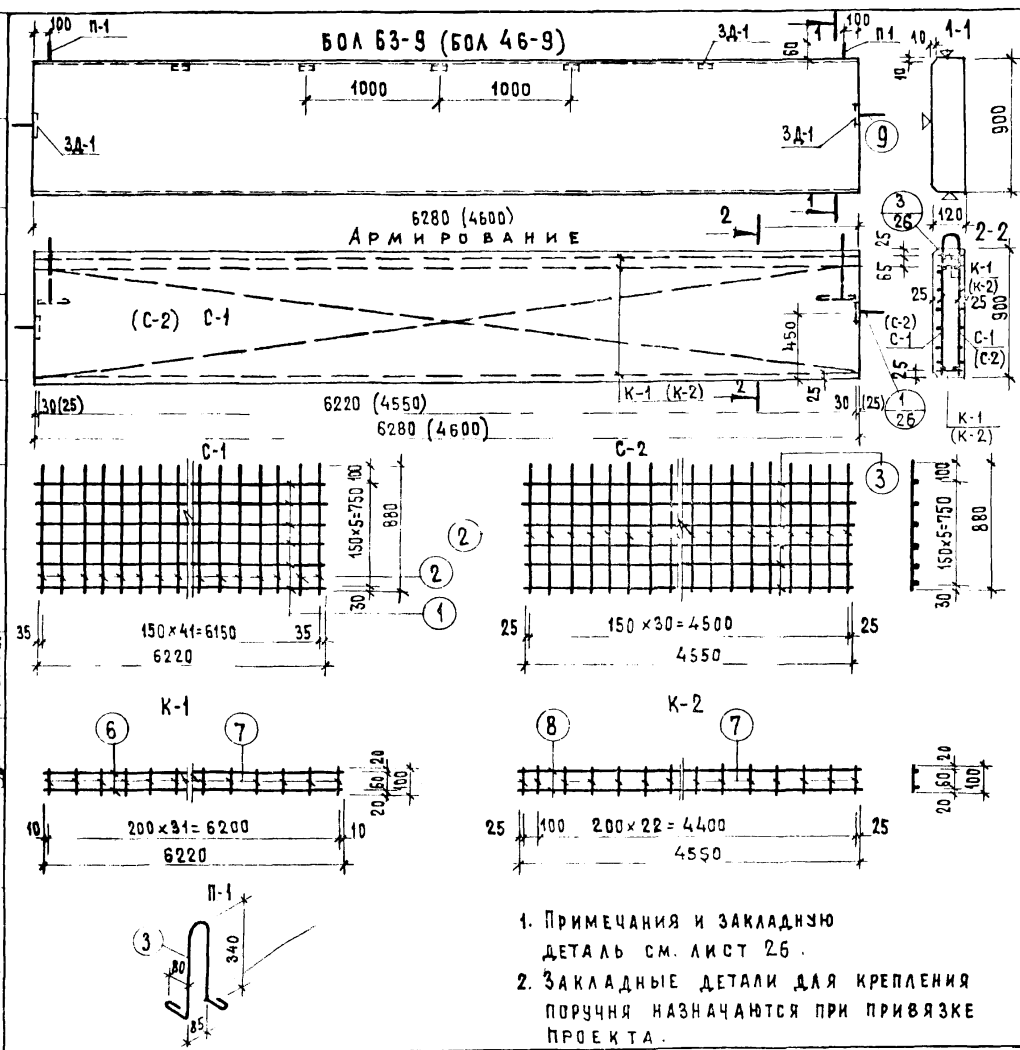 100 П-1 БОЛ 63-9 (БОЛ 46-9) ЗД-1 1 100 П1 1-1
60 10
10
1000 1000
900
ЗД-1 ЗД-1 9
6280 (4600) 2 1 3/26 120
АРМИРОВАНИЕ 2-2
25
65
К-1
(К-2)
25 25
900
(С-2) С-1
450
(С-2)
С-1 С-1
(С2)
25
30(25) 6220 (4550) К-1 (К-2) 2 25 30 (25) 1/26
6280 (4600)
К-1
(К-2)
С-1 С-2
3
100
150×5=750
880
30
100
150×5=750
880
30
2
2
1
35 150×41=6150 35 25 150×30=4500 25
6220 4550
К-1 К-2
6 7 8 7
20
60
100
20
20
60
100
20
10 200×31=6200 10 25 100 200×22=4400 25
6220 4550
П-1
3
80
340
85
1. ПРИМЕЧАНИЯ И ЗАКЛАДНУЮ
ДЕТАЛЬ СМ. ЛИСТ 26.
2. ЗАКЛАДНЫЕ ДЕТАЛИ ДЛЯ КРЕПЛЕНИЯ
ПОРУЧНЯ НАЗНАЧАЮТСЯ ПРИ ПРИВЯЗКЕ
ПРОЕКТА.